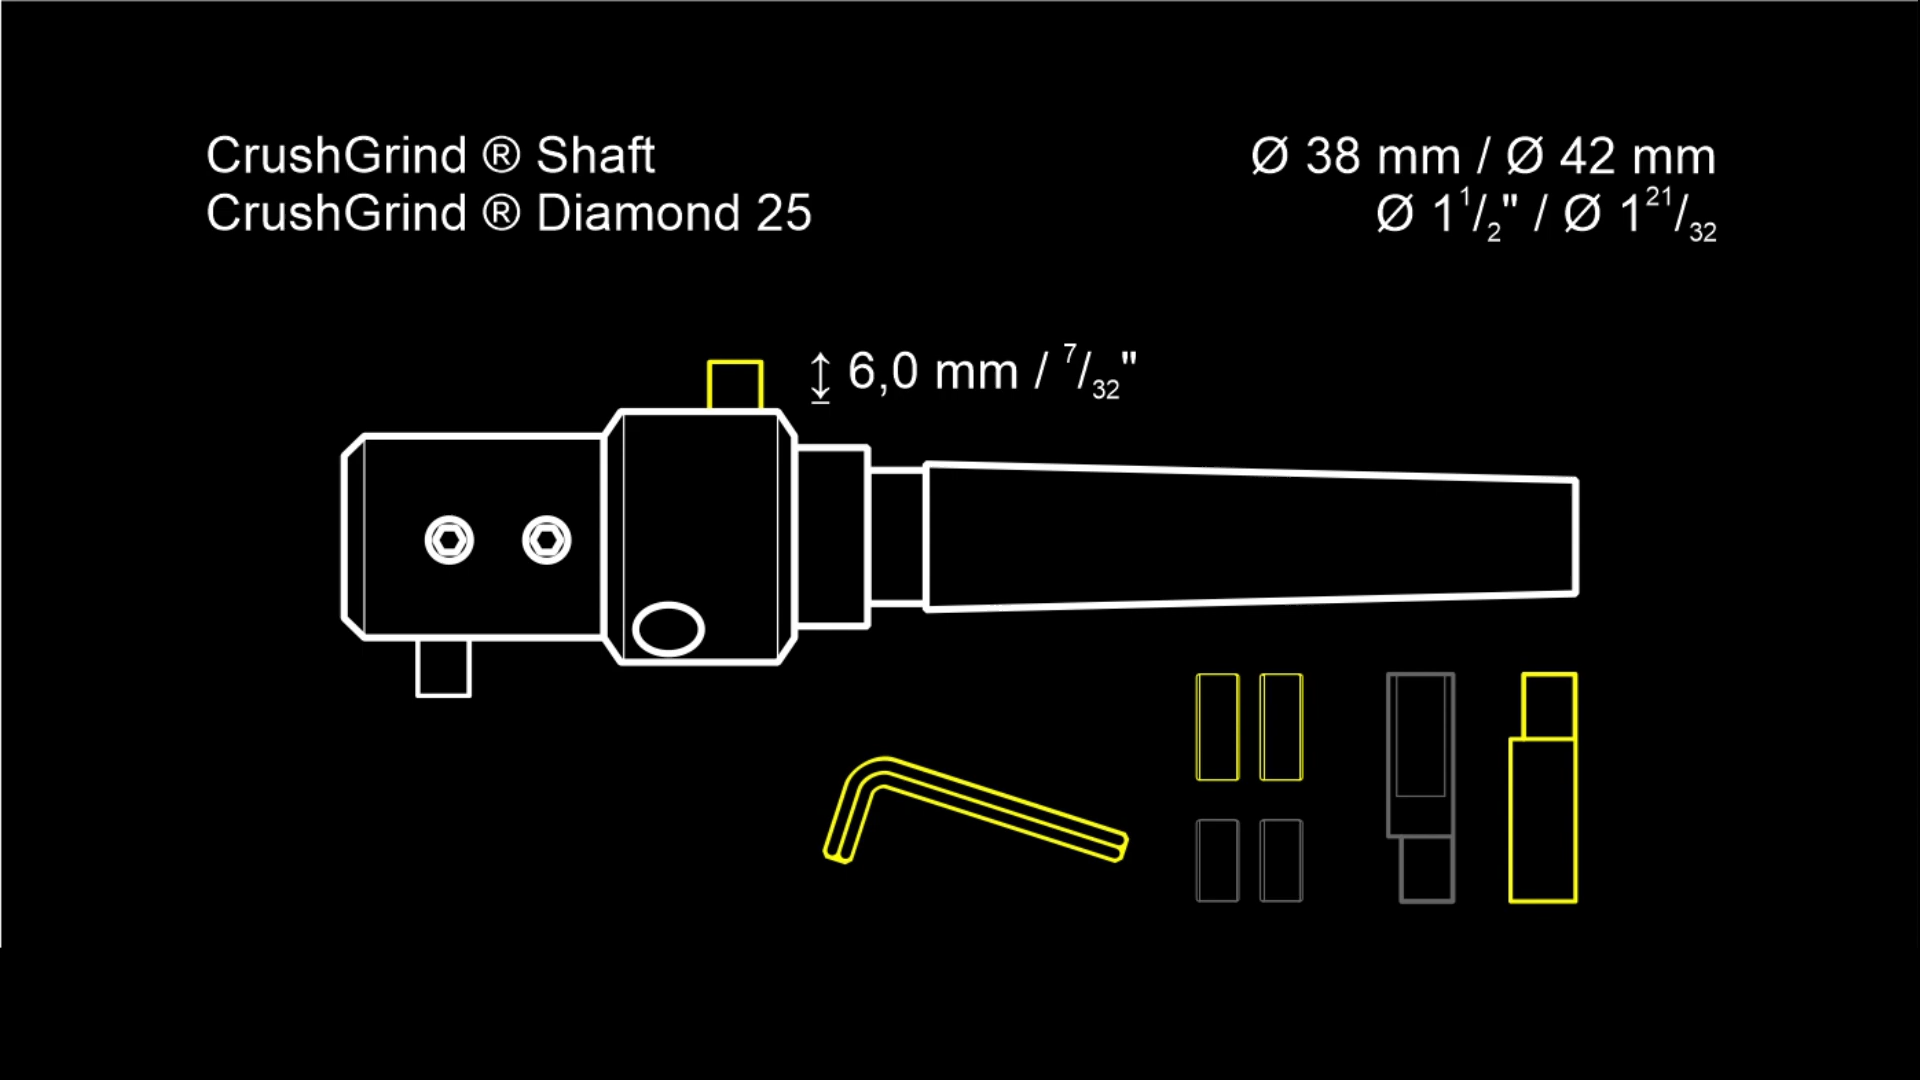 CrushGrind ® Shaft
CrushGrind ® Diamond 25
Ø 38 mm / Ø 42 mm
Ø 1 1/2" / Ø 1 21/32
6,0 mm / 7/32"